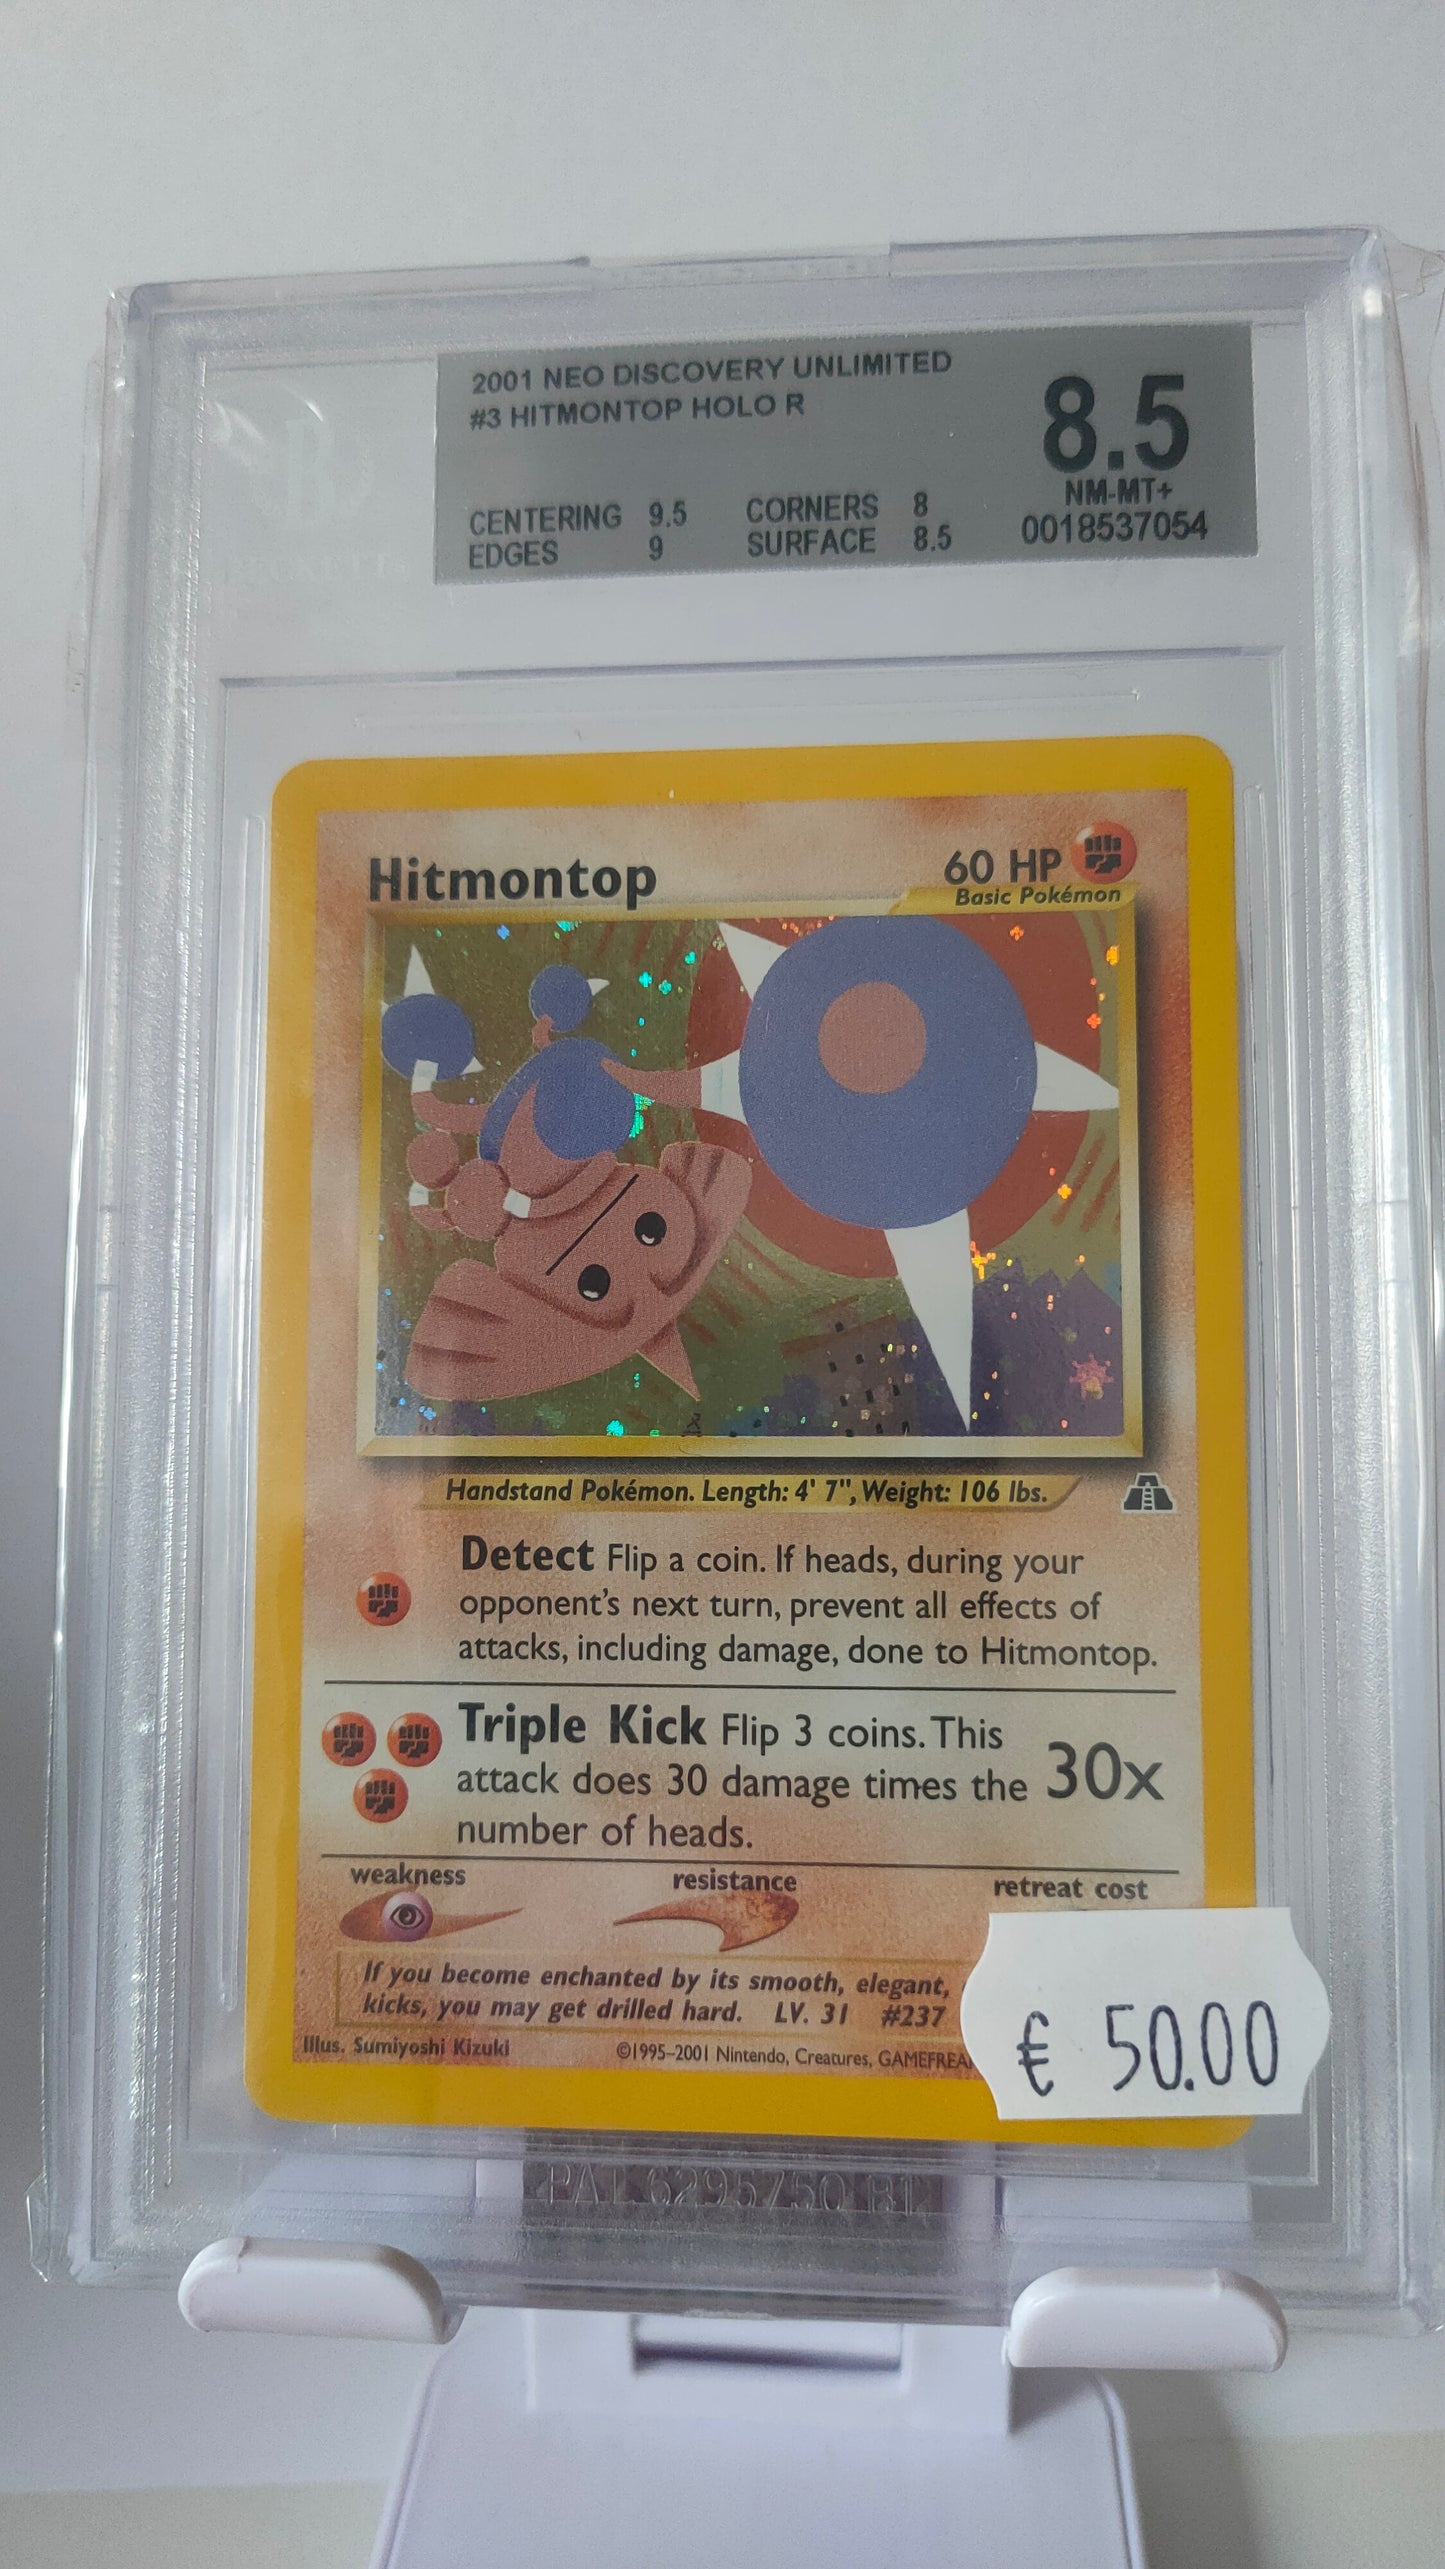 2001 NEO DISCOVERY UNLIMITED
#3 HITMONTOP HOLO R
8.5
NM-MT+
0018537054
CENTERING 9.5 CORNERS 8
EDGES 9 SURFACE 8.5
Hitmontop
60 HP
Basic Pokémon
Handstand Pokémon. Length: 4' 7", Weight: 106 lbs.
Detect Flip a coin. If heads, during your
opponent's next turn, prevent all effects of
attacks, including damage, done to Hitmontop.
Triple Kick Flip 3 coins. This
attack does 30 damage times the
number of heads.
30x
weakness
resistance
retreat cost
If you become enchanted by its smooth, elegant,
kicks, you may get drilled hard. LV. 31 #237
Illus. Sumiyoshi Kizuki
©1995-2001 Nintendo, Creatures, GAMEFREA
€ 50.00
PAT 6295750 B1